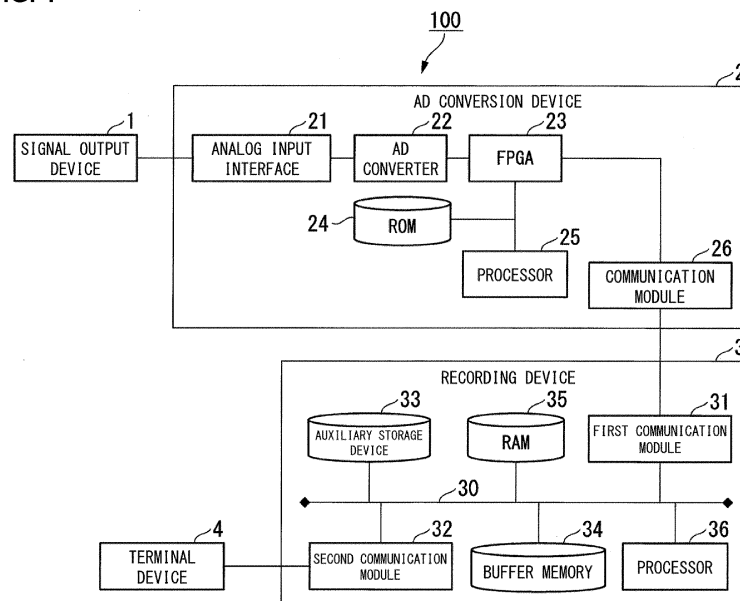 100
2
AD CONVERSION DEVICE
1
21
22
23
SIGNAL OUTPUT
DEVICE
ANALOG INPUT
INTERFACE
AD
CONVERTER
FPGA
24
ROM
25
PROCESSOR
26
COMMUNICATION
MODULE
3
RECORDING DEVICE
33
35
31
AUXILIARY STORAGE
DEVICE
RAM
FIRST COMMUNICATION
MODULE
30
4
32
34
36
TERMINAL
DEVICE
SECOND COMMUNICATION
MODULE
BUFFER MEMORY
PROCESSOR